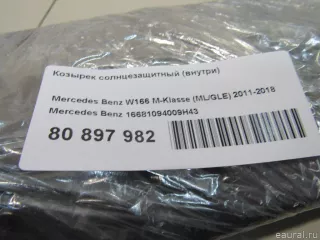 Козырек солнцезащитный (внутри)
Mercedes Benz W166 M-Klasse (ML/GLE) 2011-2018
Mercedes Benz 16681094009H43
80 897 982
eaural.ru